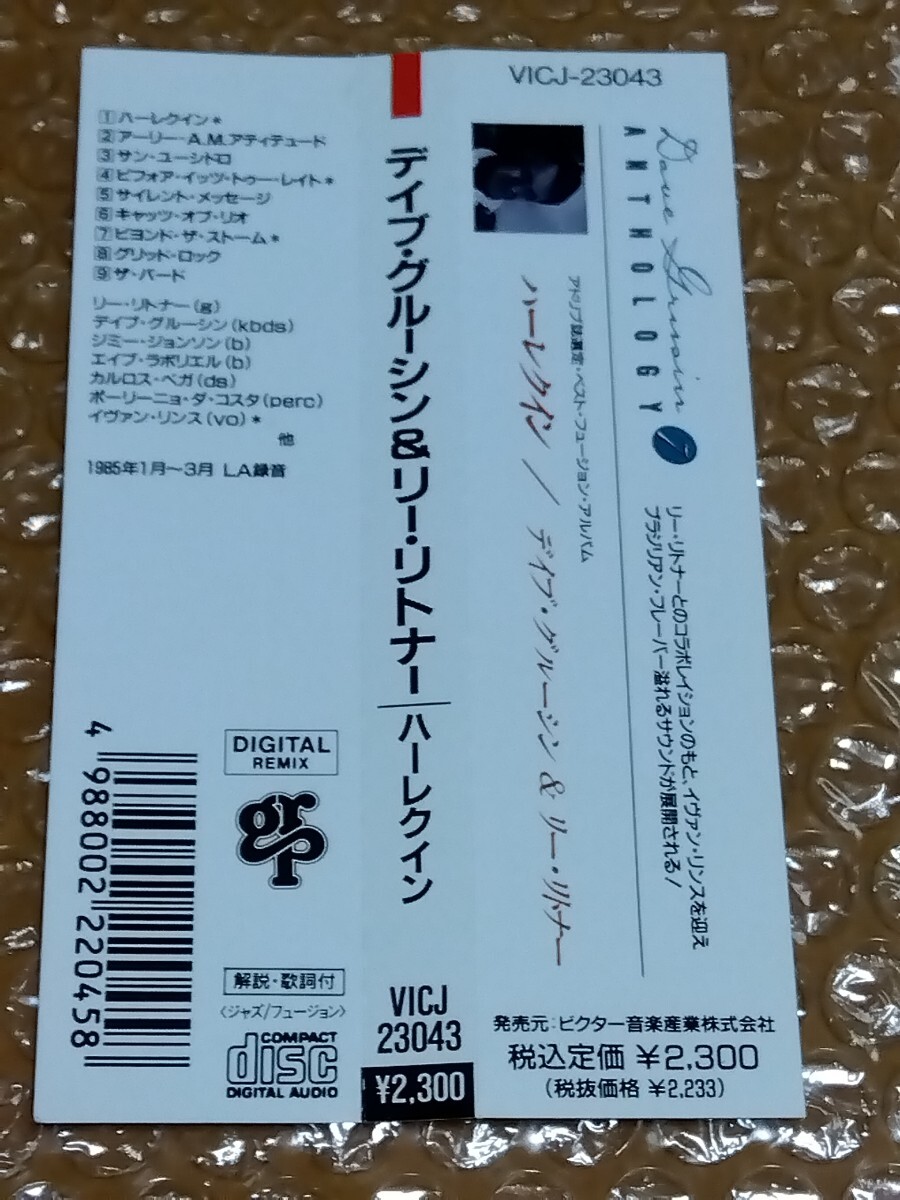 VICJ-23043
Dave Grusin
ANTHOLOGY
リー・リトナーとのコラボレイションのもと、イヴァン・リンスを迎え
ブラジリアン・フレーバー溢れるサウンドが展開される!
アドリブ誌選定・ベスト・フュージョン・アルバム
ハーレクイン/デイブ・グルーシン&リー・リトナー
発売元:ビクター音楽産業株式会社
税込定価 ¥2,300
(税抜価格 ¥2,233)
デイブ・グルーシン&リー・リトナー|ハーレクイン
VICJ
23043
¥2,300
1ハーレクイン*
2アーリー・A.M.アティテュード
3サン・ユーシドロ
4ビフォア・イッツ・トゥー・レイト*
5サイレント・メッセージ
6キャッツ・オブ・リオ
7ビヨンド・ザ・ストーム*
8グリッド・ロック
9ザ・バード
リー・リトナー(g)
デイブ・グルーシン(kbds)
ジミー・ジョンソン(b)
エイブ・ラボリエル(b)
カルロス・ベガ(ds)
ポーリーニョ・ダ・コスタ(perc)
イヴァン・リンス(vo)*
他
1985年1月~3月 LA録音
DIGITAL
REMIX
grp
解説・歌詞付
〈ジャズ/フュージョン〉
COMPACT
disc
DIGITAL AUDIO
4 988002 220458